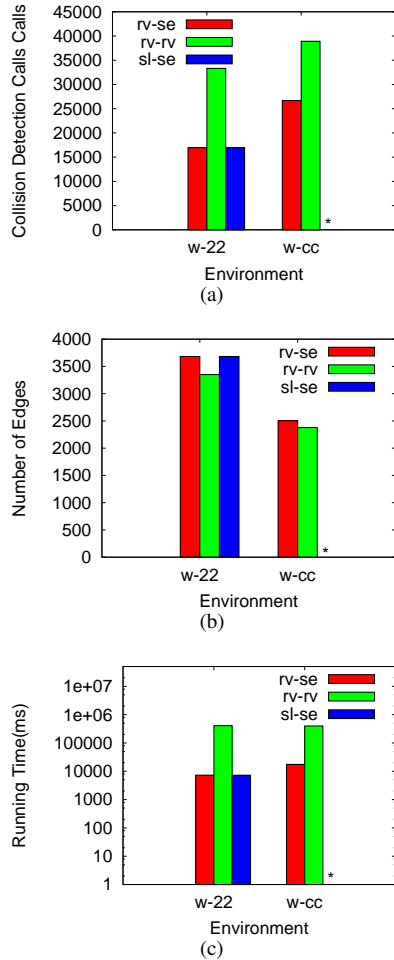 45000
40000
35000
30000
25000
20000
15000
10000
5000
0
Collision Detection Calls Calls
rv-se
rv-rv
sl-se
*
w-22 w-cc
Environment
(a)
4000
3500
3000
2500
2000
1500
1000
500
0
Number of Edges
rv-se
rv-rv
sl-se
*
w-22 w-cc
Environment
(b)
1e+07
1e+06
100000
10000
1000
100
10
1
Running Time(ms)
rv-se
rv-rv
sl-se
*
w-22 w-cc
Environment
(c)